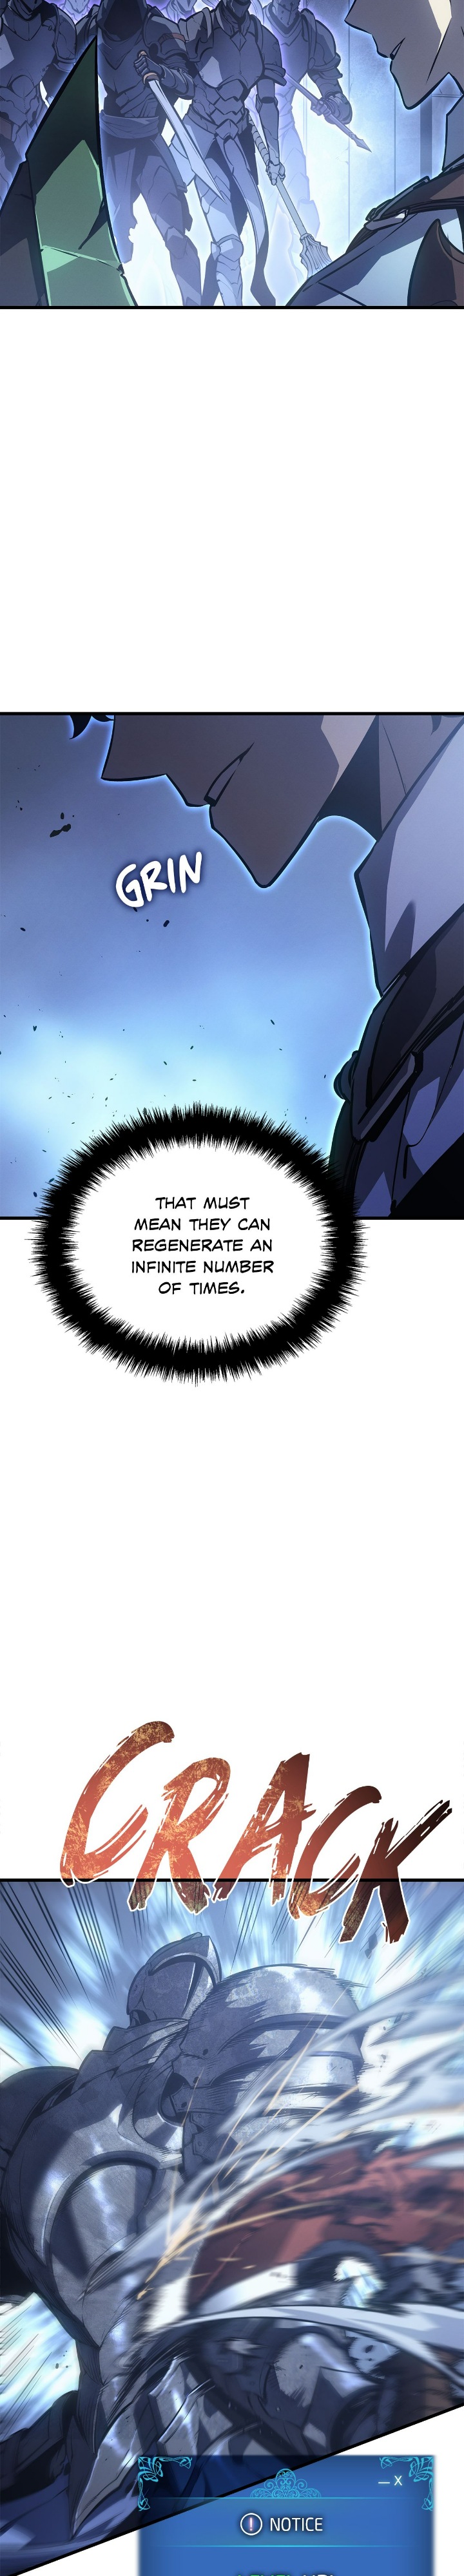 GRIN
THAT MUST
MEAN THEY CAN
REGENERATE AN
INFINITE NUMBER
OF TIMES.
CRACK
— X
! NOTICE